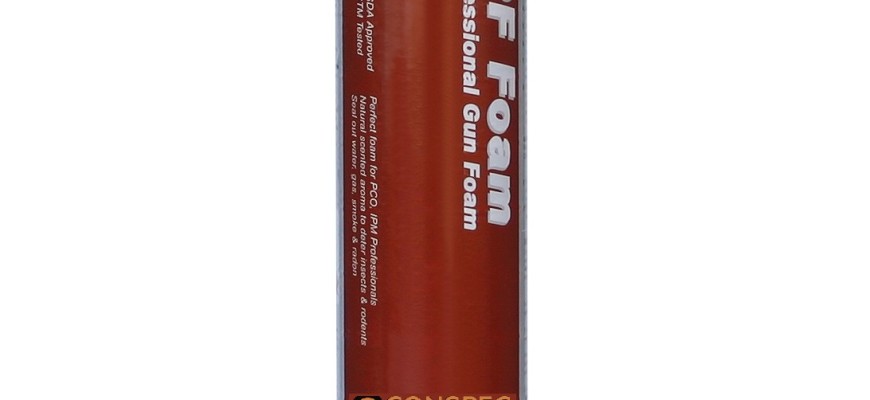 F Foam
essional Gun Foam
DA Approved
TM Tested
Perfect foam for PCO, IPM Professionals
Natural scented aroma to deter insects & rodents
Seal out water, gas, smoke & radon
CONSPEC